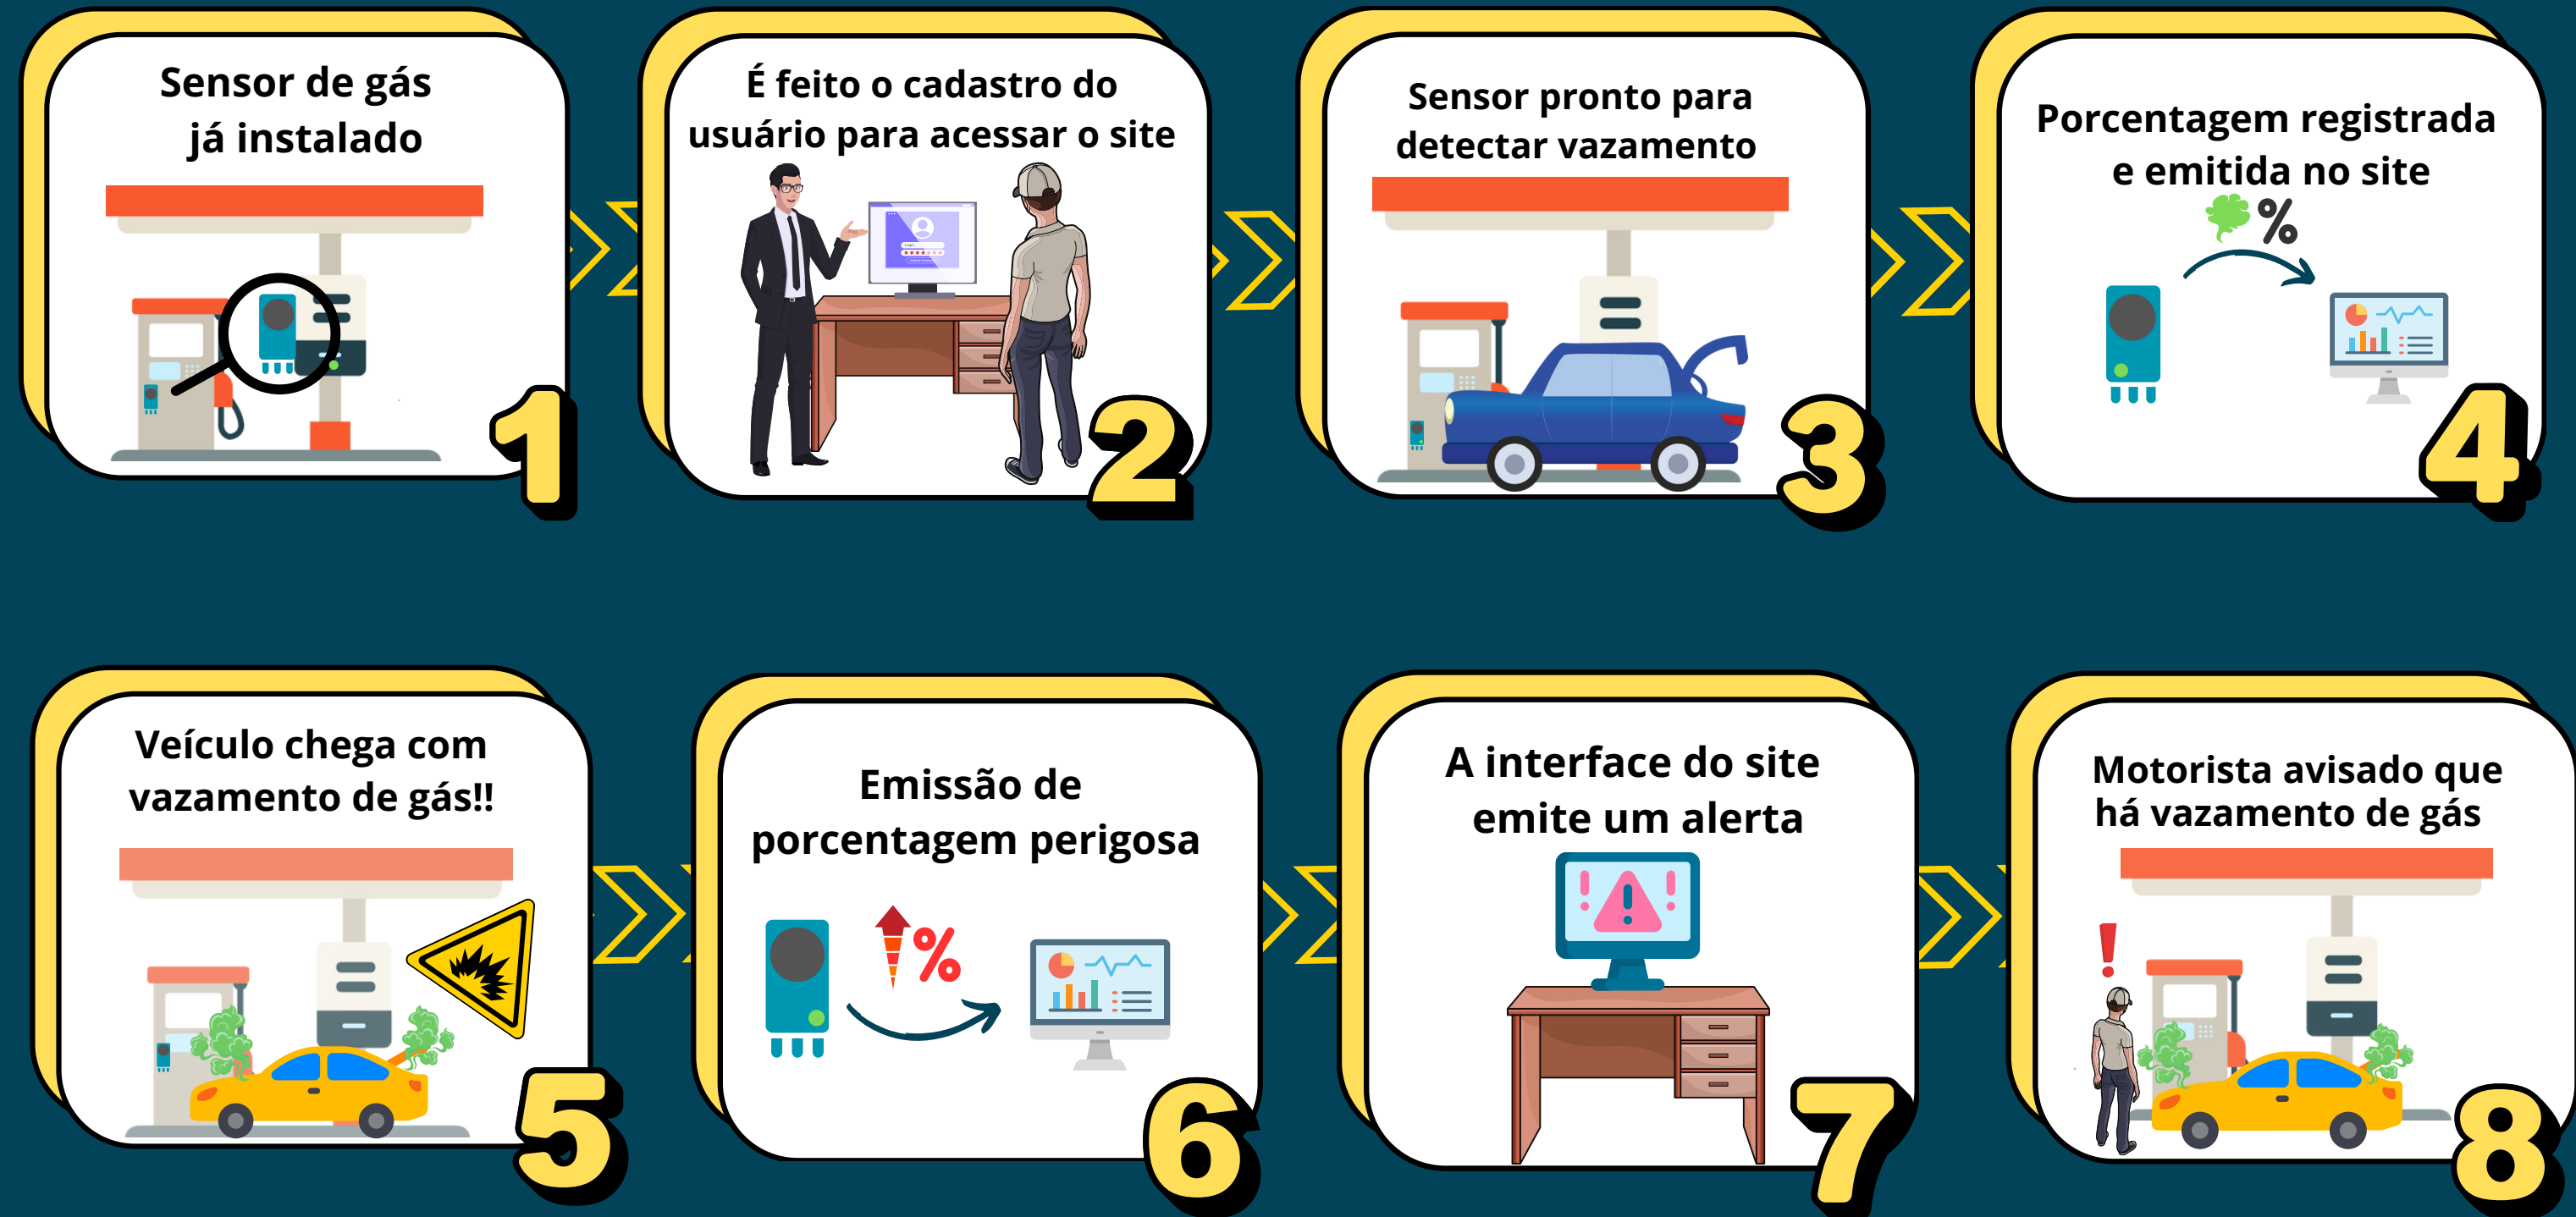 Sensor de gás
já instalado
1
É feito o cadastro do
usuário para acessar o site
Login
2
Sensor pronto para
detectar vazamento
3
Porcentagem registrada
e emitida no site
%
4
Veículo chega com
vazamento de gás!!
5
Emissão de
porcentagem perigosa
%
6
A interface do site
emite um alerta
! ! !
7
Motorista avisado que
há vazamento de gás
!
8